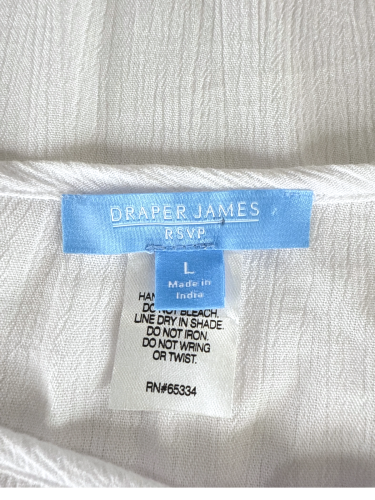 DRAPER JAMES
RSVP
L
Made in
India
DO NOT BLEACH.
LINE DRY IN SHADE.
DO NOT IRON.
DO NOT WRING
OR TWIST.
RN#65334